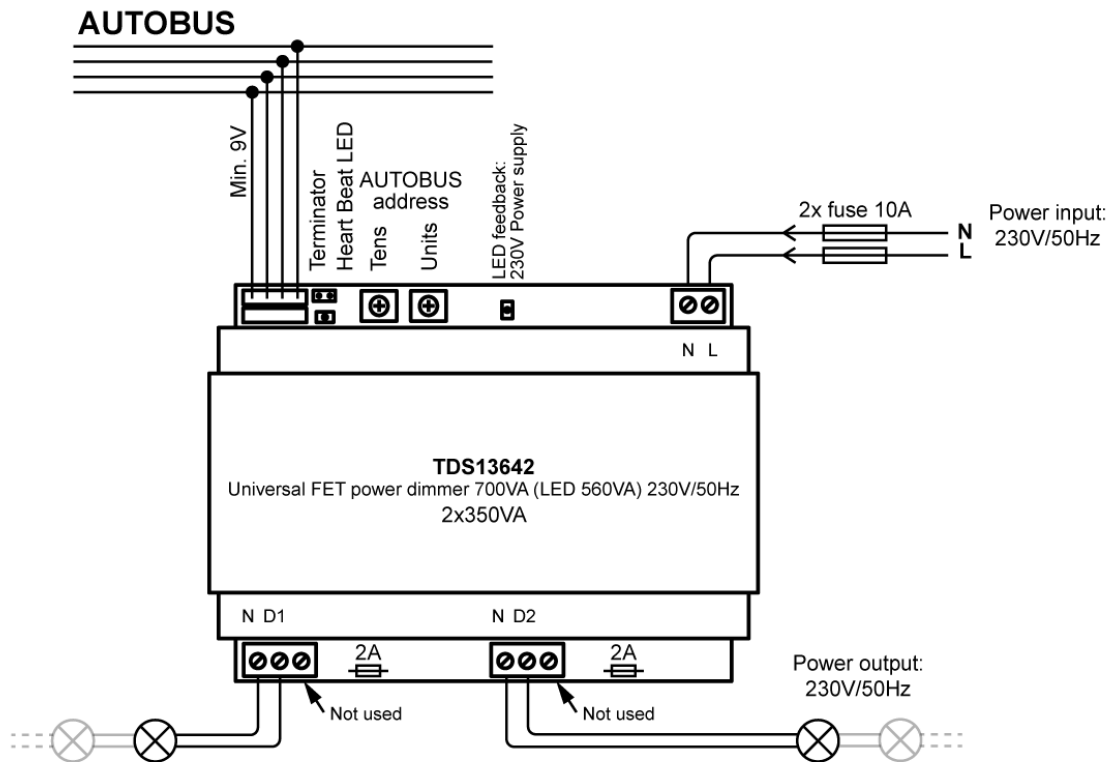 AUTOBUS
Min. 9V
Terminator
Heart Beat LED
AUTOBUS
address
Tens
Units
LED feedback:
230V Power supply
2x fuse 10A
N
L
Power input:
230V/50Hz
N L
TDS13642
Universal FET power dimmer 700VA (LED 560VA) 230V/50Hz
2x350VA
N D1
N D2
2A
2A
Not used
Not used
Power output:
230V/50Hz